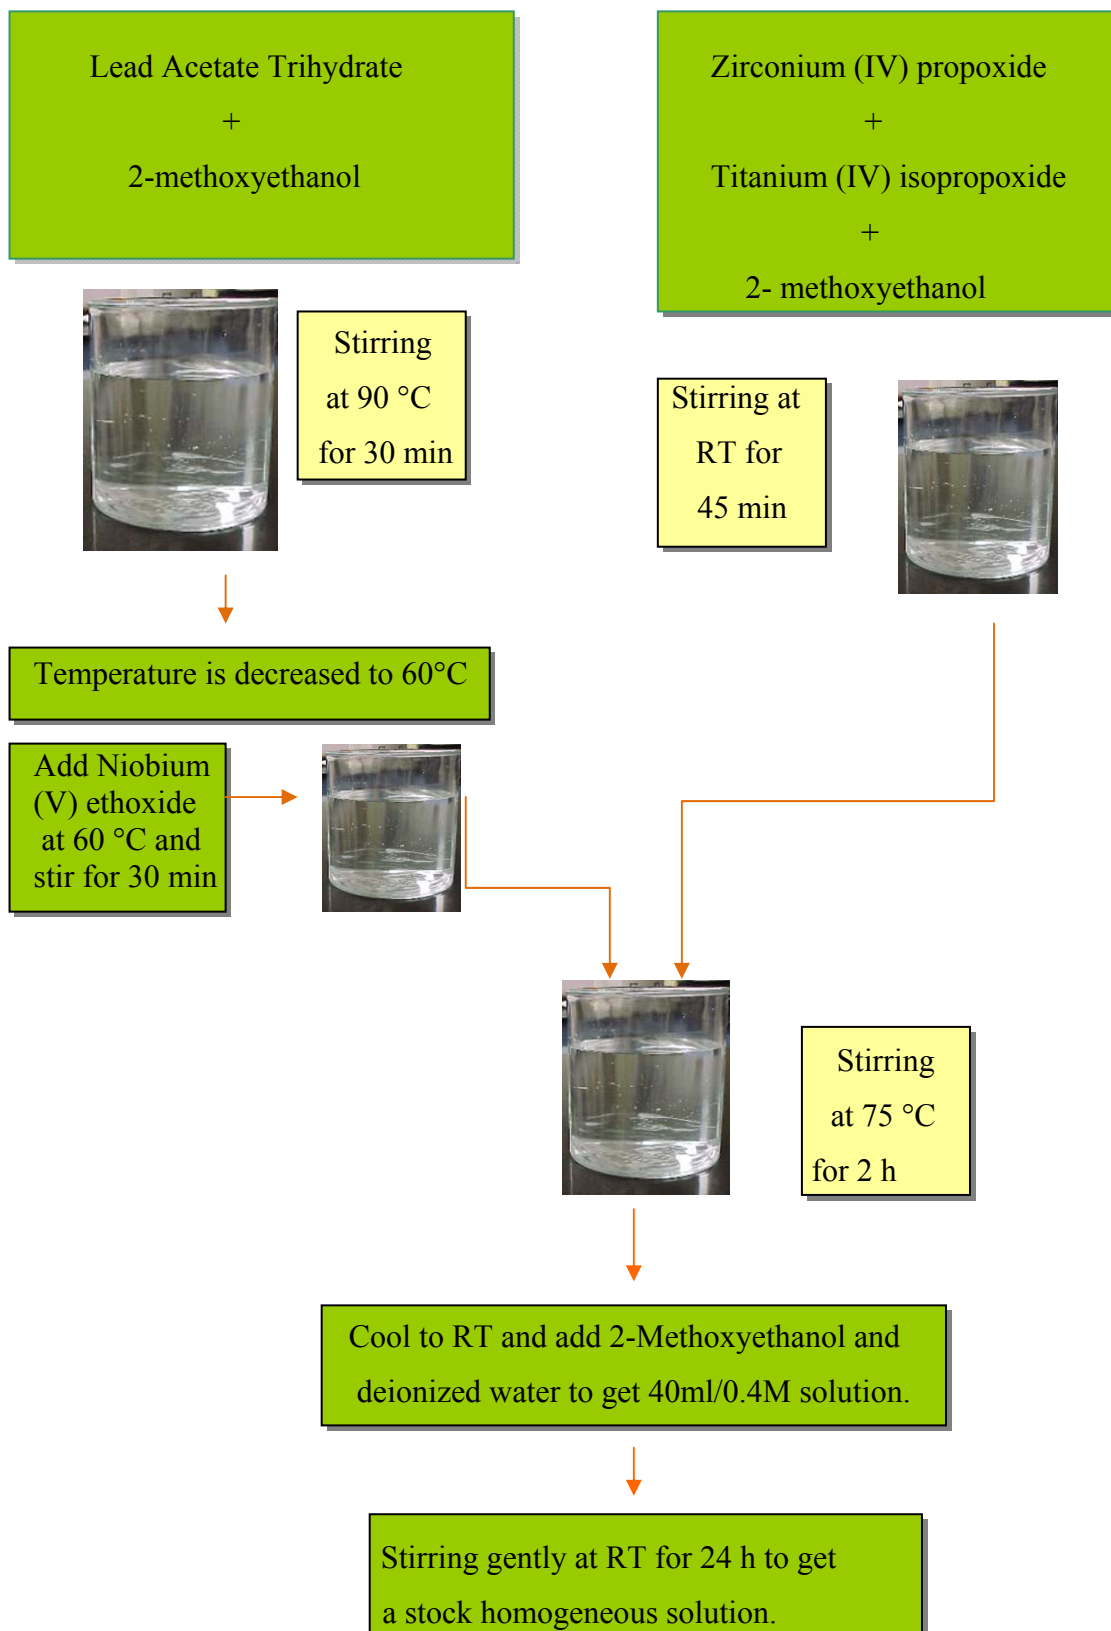 Lead Acetate Trihydrate
+
2-methoxyethanol
Zirconium (IV) propoxide
+
Titanium (IV) isopropoxide
+
2- methoxyethanol
Stirring
at 90 °C
for 30 min
Stirring at
RT for
45 min
Temperature is decreased to 60°C
Add Niobium
(V) ethoxide
at 60 °C and
stir for 30 min
Stirring
at 75 °C
for 2 h
Cool to RT and add 2-Methoxyethanol and
deionized water to get 40ml/0.4M solution.
Stirring gently at RT for 24 h to get
a stock homogeneous solution.